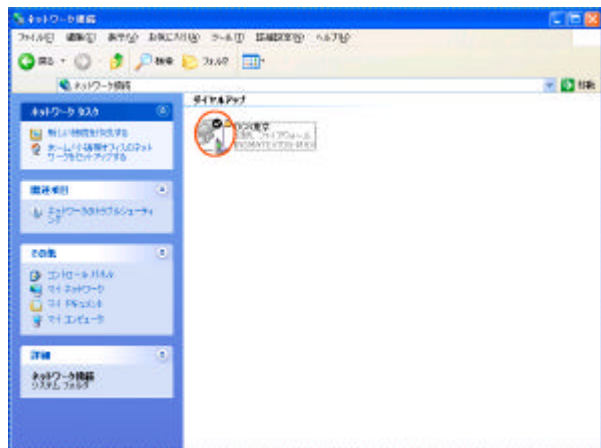 ネットワーク接続
ファイル(F) 編集(E) 表示(V) お気に入り(A) ツール(T) 詳細設定(N) ヘルプ(H)
戻る 検索 フォルダ
ネットワーク接続 移動
ネットワーク タスク
新しい接続を作成する
ホーム/小規模オフィスのネット
ワークをセットアップする
関連項目
ネットワークのトラブルシューティ
ング
その他
コントロール パネル
マイ ネットワーク
マイ ドキュメント
マイ コンピュータ
詳細
ネットワーク接続
システム フォルダ
ダイヤルアップ